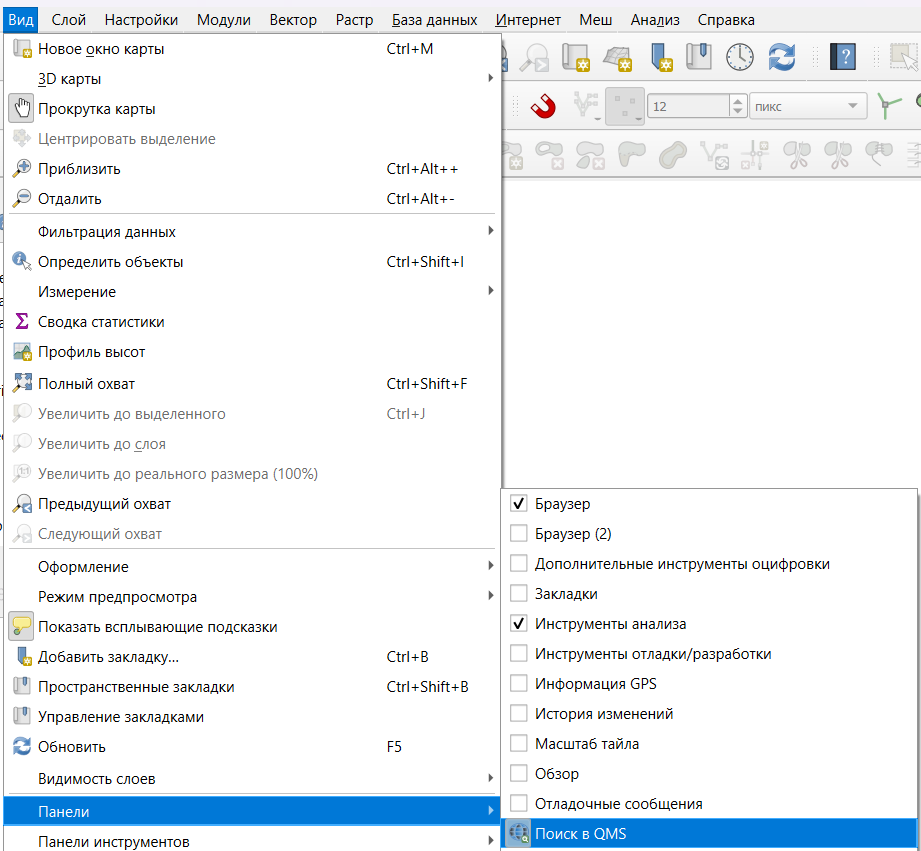 Вид Слой Настройки Модули Вектор Растр База данных Интернет Меш Анализ Справка
Новое окно карты Ctrl+M
3D карты
Прокрутка карты
12 пикс
Центрировать выделение
Приблизить Ctrl+Alt++
Отдалить Ctrl+Alt+-
Фильтрация данных
Определить объекты Ctrl+Shift+I
Измерение
Сводка статистики
Профиль высот
Полный охват Ctrl+Shift+F
Увеличить до выделенного Ctrl+J
Увеличить до слоя
Увеличить до реального размера (100%)
Предыдущий охват
Следующий охват
Оформление
Режим предпросмотра
Показать всплывающие подсказки
Добавить закладку... Ctrl+B
Пространственные закладки Ctrl+Shift+B
Управление закладками
Обновить F5
Видимость слоев
Панели
Панели инструментов
Браузер
Браузер (2)
Дополнительные инструменты оцифровки
Закладки
Инструменты анализа
Инструменты отладки/разработки
Информация GPS
История изменений
Масштаб тайла
Обзор
Отладочные сообщения
Поиск в QMS